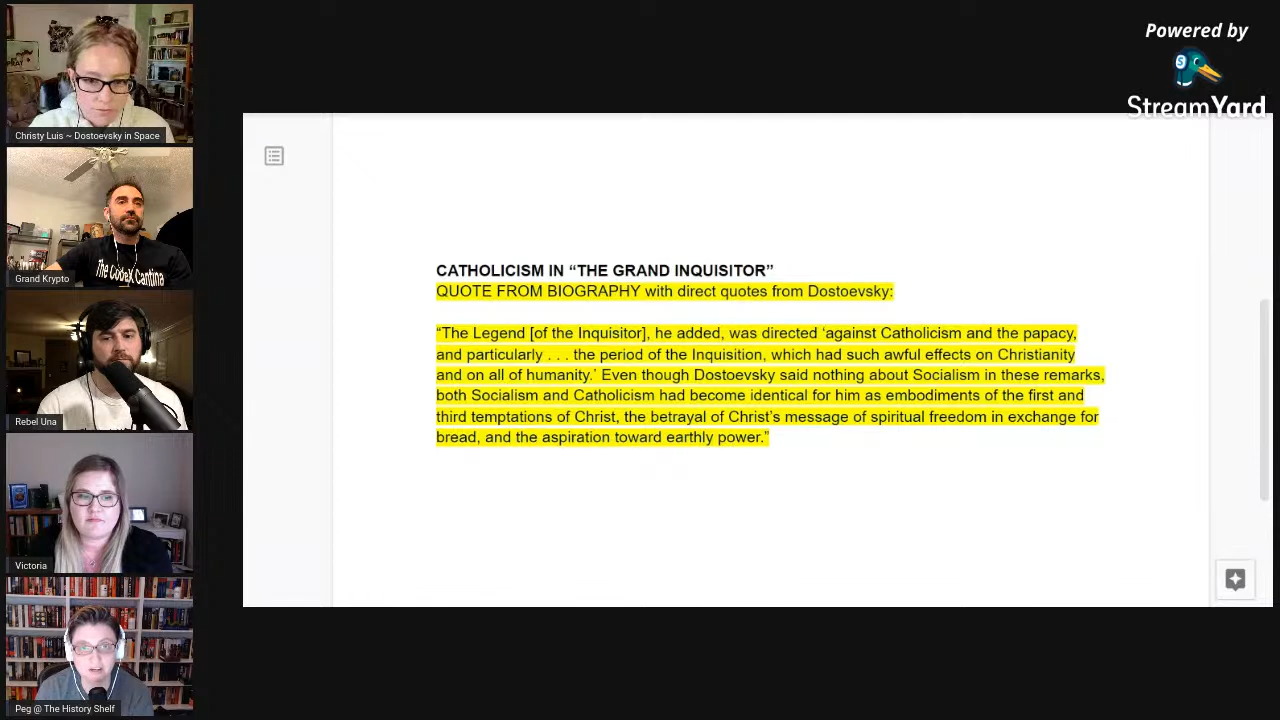 Powered by
StreamYard
Christy Luis ~ Dostoevsky in Space
The Codex Cantina
Grand Krypto
Rebel Una
Victoria
Peg @ The History Shelf
CATHOLICISM IN “THE GRAND INQUISITOR”
QUOTE FROM BIOGRAPHY with direct quotes from Dostoevsky:
“The Legend [of the Inquisitor], he added, was directed ‘against Catholicism and the papacy,
and particularly . . . the period of the Inquisition, which had such awful effects on Christianity
and on all of humanity.’ Even though Dostoevsky said nothing about Socialism in these remarks,
both Socialism and Catholicism had become identical for him as embodiments of the first and
third temptations of Christ, the betrayal of Christ’s message of spiritual freedom in exchange for
bread, and the aspiration toward earthly power.”